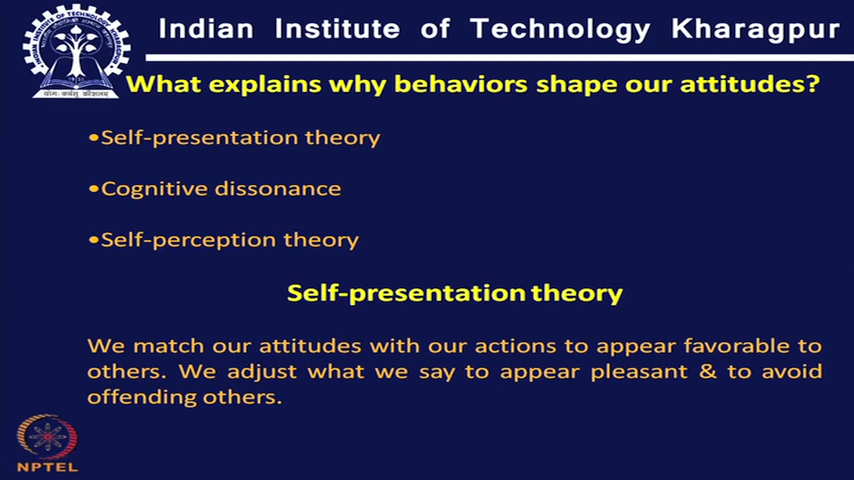 Indian Institute of Technology Kharagpur
What explains why behaviors shape our attitudes?
•Self-presentation theory
•Cognitive dissonance
•Self-perception theory
Self-presentation theory
We match our attitudes with our actions to appear favorable to
others. We adjust what we say to appear pleasant & to avoid
offending others.
NPTEL